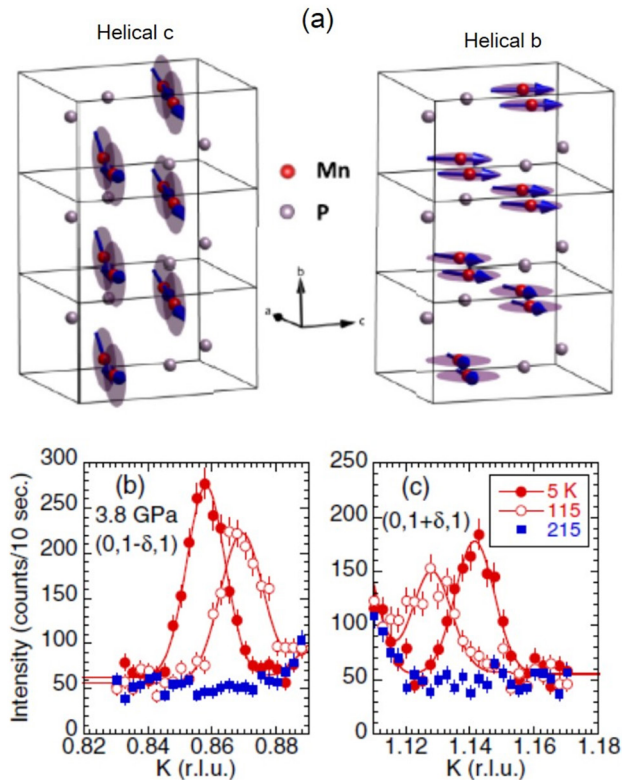 (a)
Helical c
Helical b
Mn
P
b
a
c
(b)
3.8 GPa
(0,1-δ,1)
Intensity (counts/10 sec.)
300
250
200
150
100
50
0
0.82
0.84
0.86
0.88
K (r.l.u.)
(c)
(0,1+δ,1)
5 K
115
215
250
200
150
100
50
0
1.12
1.14
1.16
1.18
K (r.l.u.)